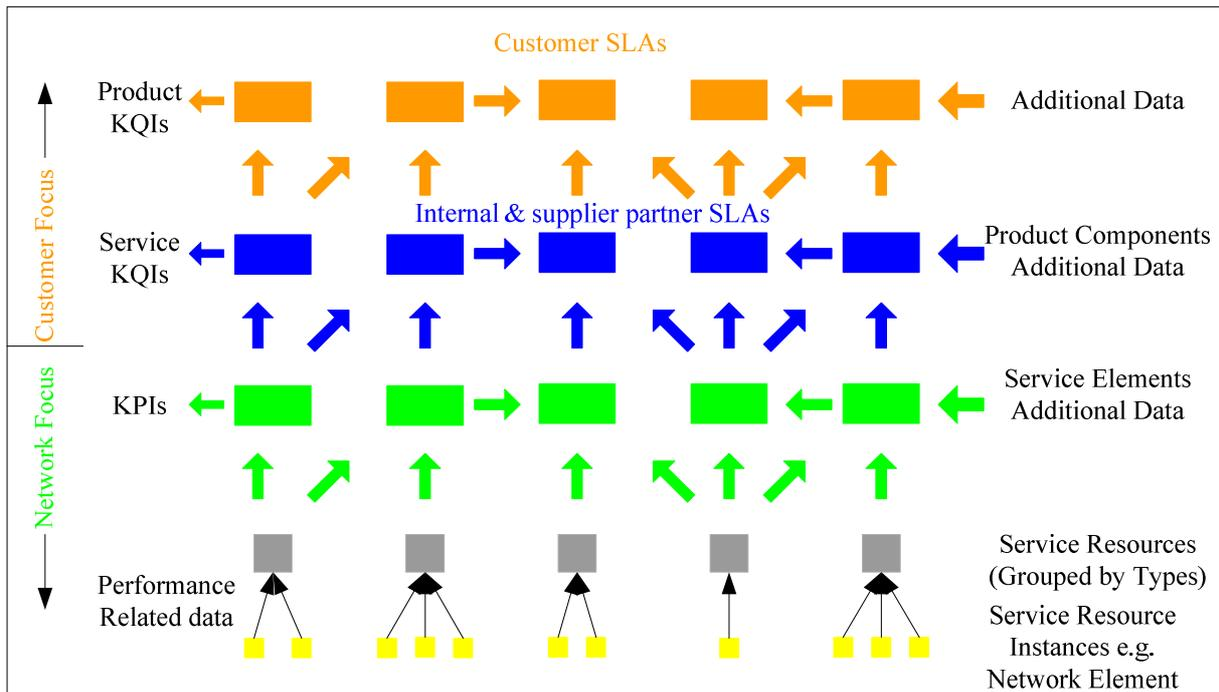 Customer SLAs
Product
KQIs
Additional Data
Customer Focus
Internal & supplier partner SLAs
Service
KQIs
Product Components
Additional Data
Network Focus
KPIs
Service Elements
Additional Data
Performance
Related data
Service Resources
(Grouped by Types)
Service Resource
Instances e.g.
Network Element